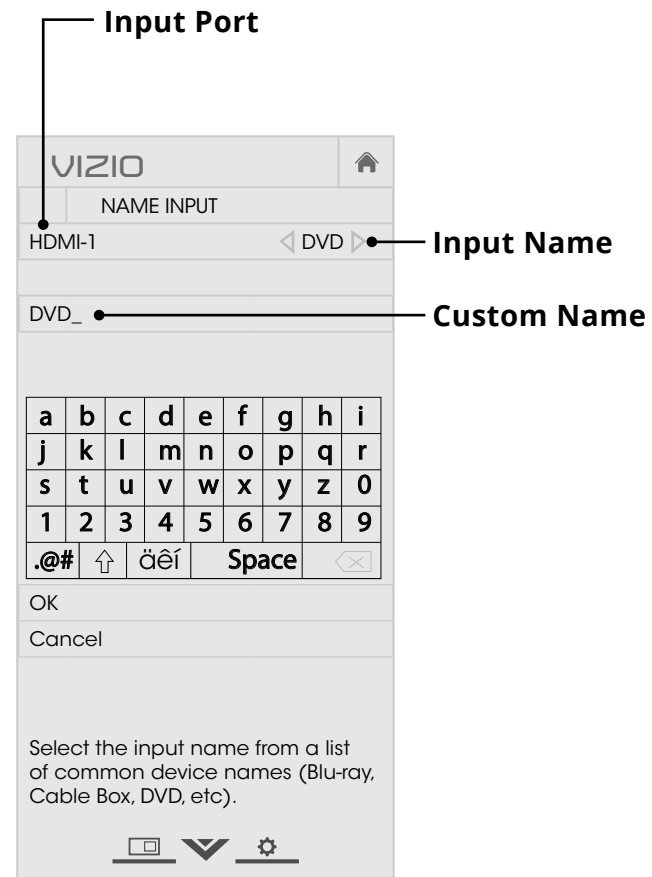 Input Port
VIZIO
NAME INPUT
HDMI-1 DVD Input Name
DVD_ Custom Name
a b c d e f g h i
j k l m n o p q r
s t u v w x y z 0
1 2 3 4 5 6 7 8 9
.@# äêí Space
OK
Cancel
Select the input name from a list
of common device names (Blu-ray,
Cable Box, DVD, etc).